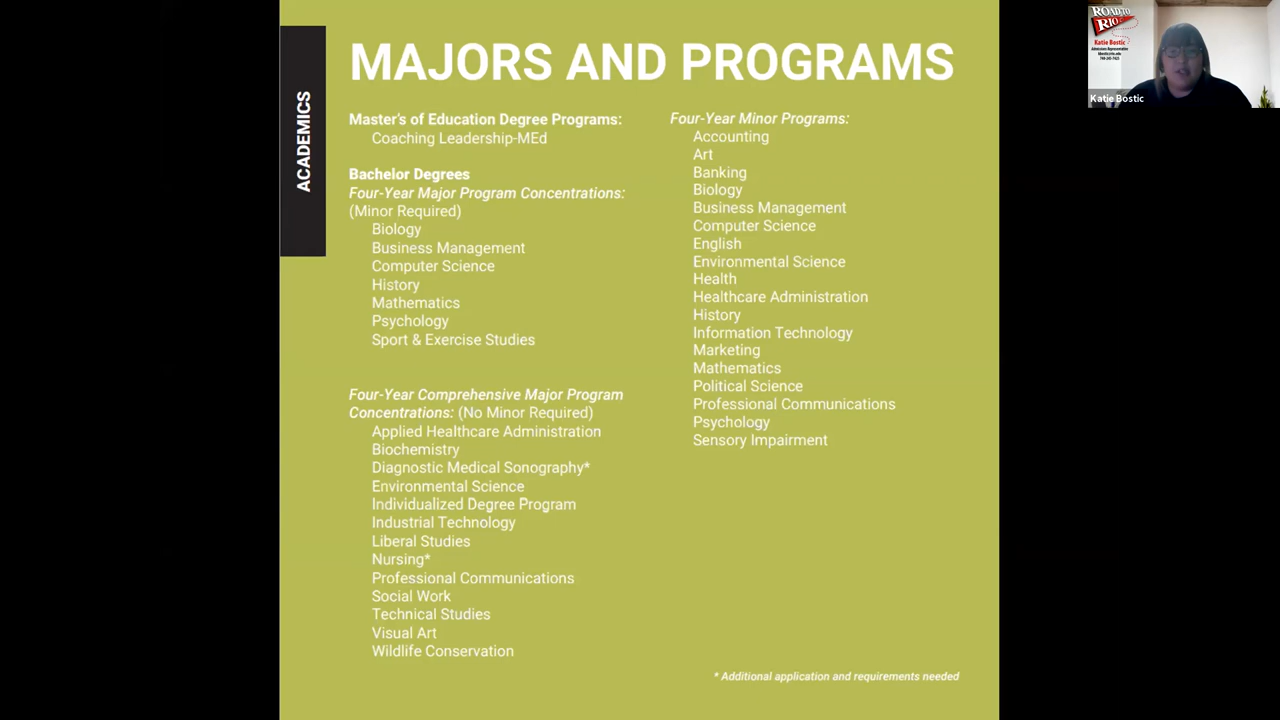 ACADEMICS
MAJORS AND PROGRAMS
Master's of Education Degree Programs:
Coaching Leadership-MEd
Bachelor Degrees
Four-Year Major Program Concentrations:
(Minor Required)
Biology
Business Management
Computer Science
History
Mathematics
Psychology
Sport & Exercise Studies
Four-Year Comprehensive Major Program
Concentrations: (No Minor Required)
Applied Healthcare Administration
Biochemistry
Diagnostic Medical Sonography*
Environmental Science
Individualized Degree Program
Industrial Technology
Liberal Studies
Nursing*
Professional Communications
Social Work
Technical Studies
Visual Art
Wildlife Conservation
Four-Year Minor Programs:
Accounting
Art
Banking
Biology
Business Management
Computer Science
English
Environmental Science
Health
Healthcare Administration
History
Information Technology
Marketing
Mathematics
Political Science
Professional Communications
Psychology
Sensory Impairment
* Additional application and requirements needed
ROAD TO
RIO
Katie Bostic
Admissions Representative
Katie Bostic